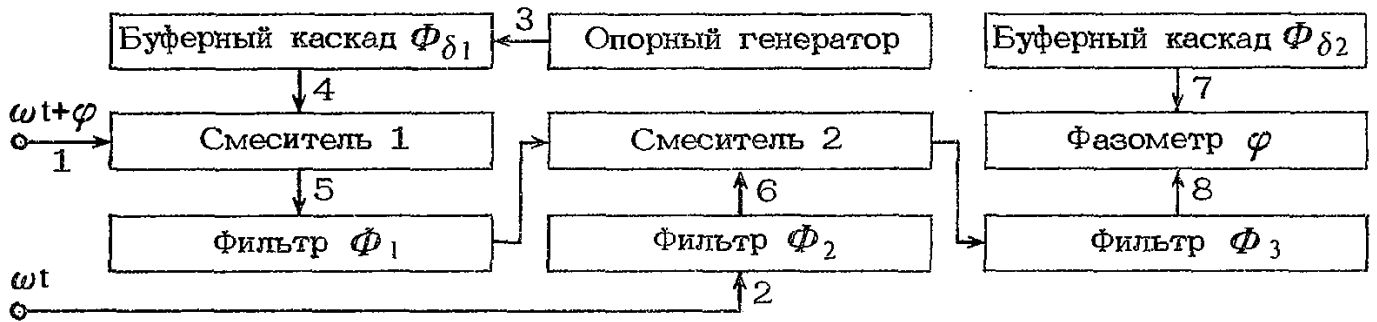 Буферный каскад Φδ1
3
Опорный генератор
Буферный каскад Φδ2
4
7
ωt+φ
1
Смеситель 1
Смеситель 2
Фазометр φ
5
6
8
Фильтр Φ1
Фильтр Φ2
Фильтр Φ3
ωt
2